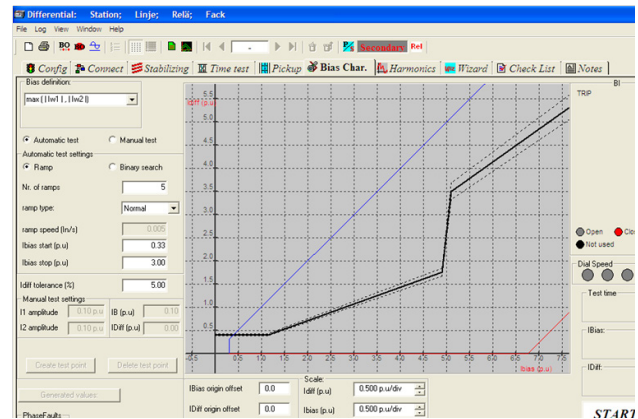 Differential: Station; Linje; Relä; Fack
File Log View Window Help
BQ Secondary Rel
Config Connect Stabilizing Time test Pickup Bias Char. Harmonics Wizard Check List Notes
Bias definition:
max ( | Iw1 | , | Iw2 |)
Automatic test Manual test
Automatic test settings
Ramp Binary search
Nr. of ramps 5
ramp type: Normal
ramp speed (In/s) 0.005
Ibias start (p.u) 0.33
Ibias stop (p.u) 3.00
Idiff tolerance (%) 5.00
Manual test settings
I1 amplitude 0.10 p.u IB (p.u) 0.10
I2 amplitude 0.10 p.u IDiff (p.u) 0.00
Create test point Delete test point
Generated values
PhaseFaults
Idiff (p.u)
5.5
5.0
4.5
4.0
3.5
3.0
2.5
2.0
1.5
1.0
0.5
-0.5 0.5 1.0 1.5 2.0 2.5 3.0 3.5 4.0 4.5 5.0 5.5 6.0 6.5 7.0 7.5
Ibias (p.u)
IBias origin offset 0.0
IDiff origin offset 0.0
Scale:
Idiff (p.u) 0.500 p.u/div
Ibias (p.u) 0.500 p.u/div
BI
TRIP
Open Clo
Not used
Dial Speed
Test time
IBias:
IDiff:
START